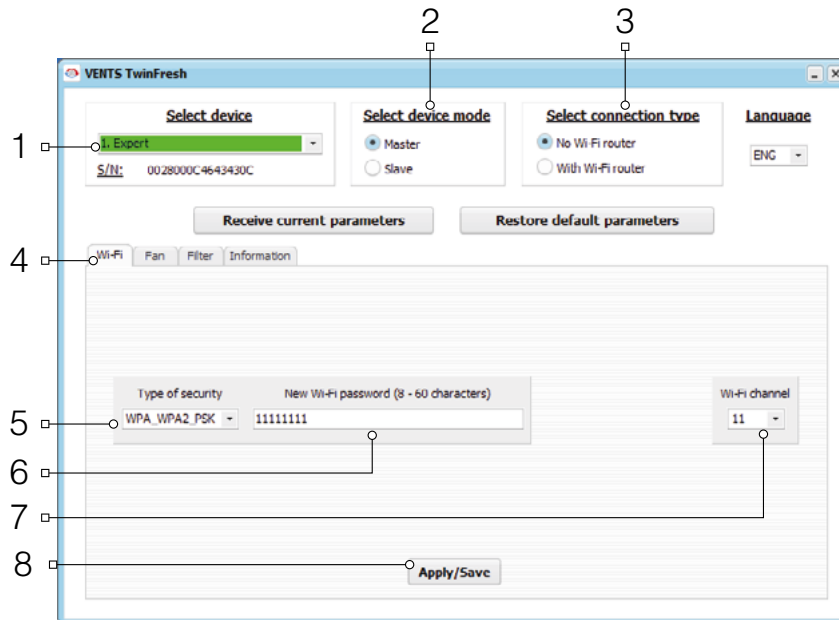 2 3
VENTS TwinFresh
Select device Select device mode Select connection type Language
1 1. Expert Master No Wi-Fi router ENG
S/N: 0028000C4643430C Slave With Wi-Fi router
Receive current parameters Restore default parameters
4 Wi-Fi Fan Filter Information
Type of security New Wi-Fi password (8 - 60 characters) Wi-Fi channel
5 WPA_WPA2_PSK 11111111 11
6
7
8 Apply/Save